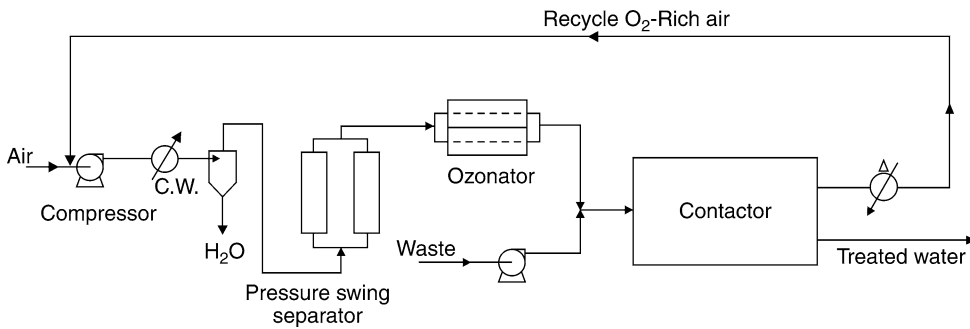 Recycle O₂-Rich air
Air
Compressor
C.W.
H₂O
Pressure swing
separator
Ozonator
Waste
Contactor
Δ
Treated water